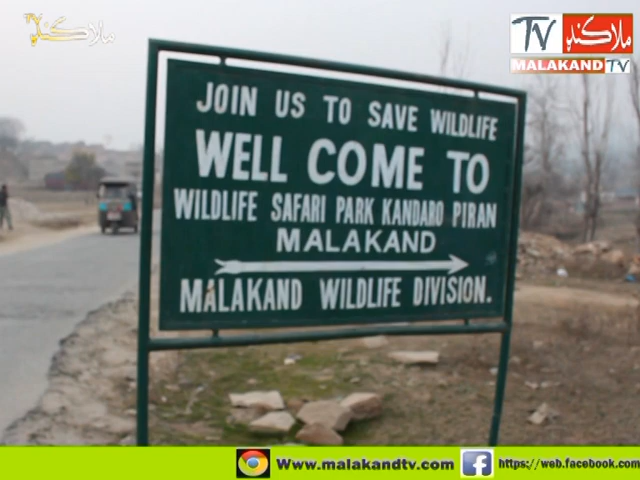 TV ملاکنڈ
TV ملاکنڈ
MALAKAND TV
JOIN US TO SAVE WILDLIFE
WELL COME TO
WILDLIFE SAFARI PARK KANDARO PIRAN
MALAKAND
MALAKAND WILDLIFE DIVISION.
Www.malakandtv.com https://web.facebook.com